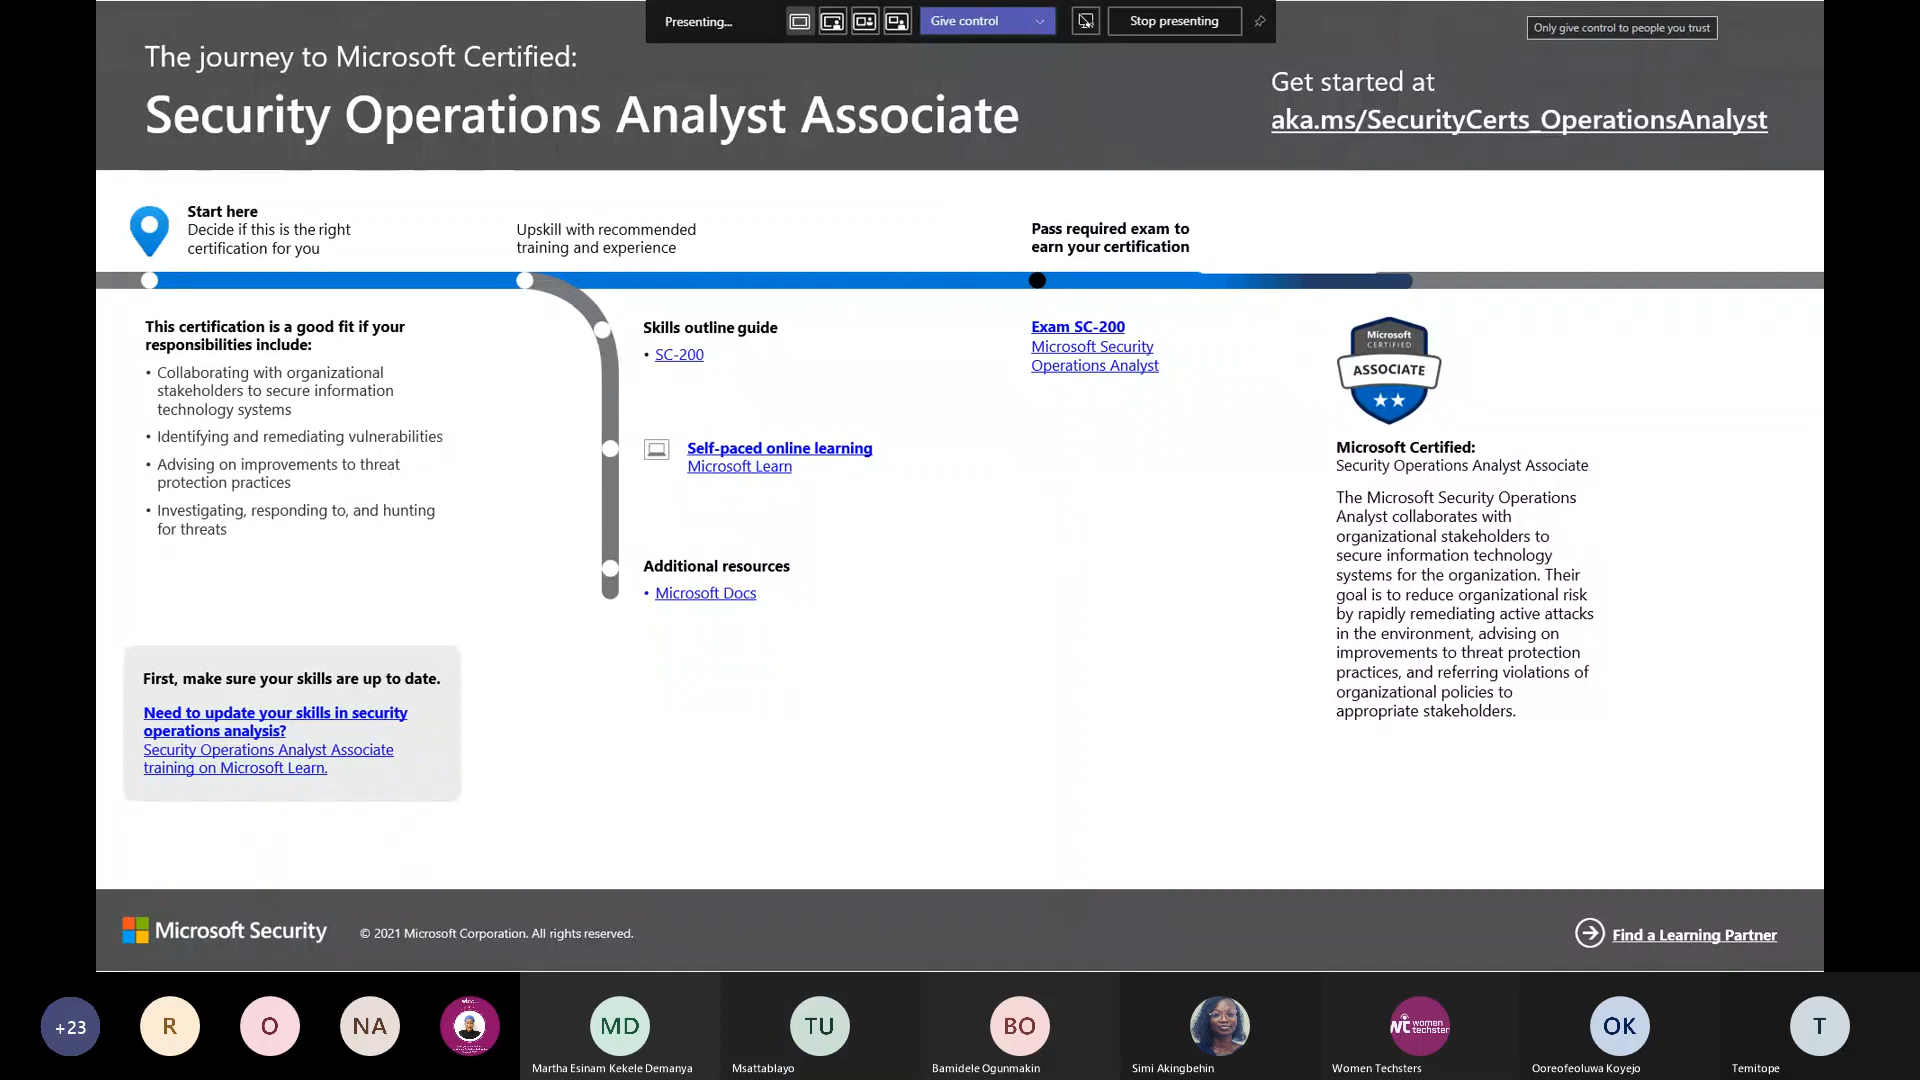 Presenting...
Give control
Stop presenting
Only give control to people you trust
The journey to Microsoft Certified:
Security Operations Analyst Associate
Get started at
aka.ms/SecurityCerts_OperationsAnalyst
Start here
Decide if this is the right
certification for you
Upskill with recommended
training and experience
Pass required exam to
earn your certification
This certification is a good fit if your
responsibilities include:
• Collaborating with organizational
stakeholders to secure information
technology systems
• Identifying and remediating vulnerabilities
• Advising on improvements to threat
protection practices
• Investigating, responding to, and hunting
for threats
First, make sure your skills are up to date.
Need to update your skills in security
operations analysis?
Security Operations Analyst Associate
training on Microsoft Learn.
Skills outline guide
• SC-200
Self-paced online learning
Microsoft Learn
Additional resources
• Microsoft Docs
Exam SC-200
Microsoft Security
Operations Analyst
Microsoft
CERTIFIED
ASSOCIATE
Microsoft Certified:
Security Operations Analyst Associate
The Microsoft Security Operations
Analyst collaborates with
organizational stakeholders to
secure information technology
systems for the organization. Their
goal is to reduce organizational risk
by rapidly remediating active attacks
in the environment, advising on
improvements to threat protection
practices, and referring violations of
organizational policies to
appropriate stakeholders.
Microsoft Security
© 2021 Microsoft Corporation. All rights reserved.
Find a Learning Partner
+23
R
O
NA
MD
TU
BO
women
techsters
OK
T
Martha Esinam Kekele Demanya
Msattablayo
Bamidele Ogunmakin
Simi Akingbehin
Women Techsters
Ooreofeoluwa Koyejo
Temitope